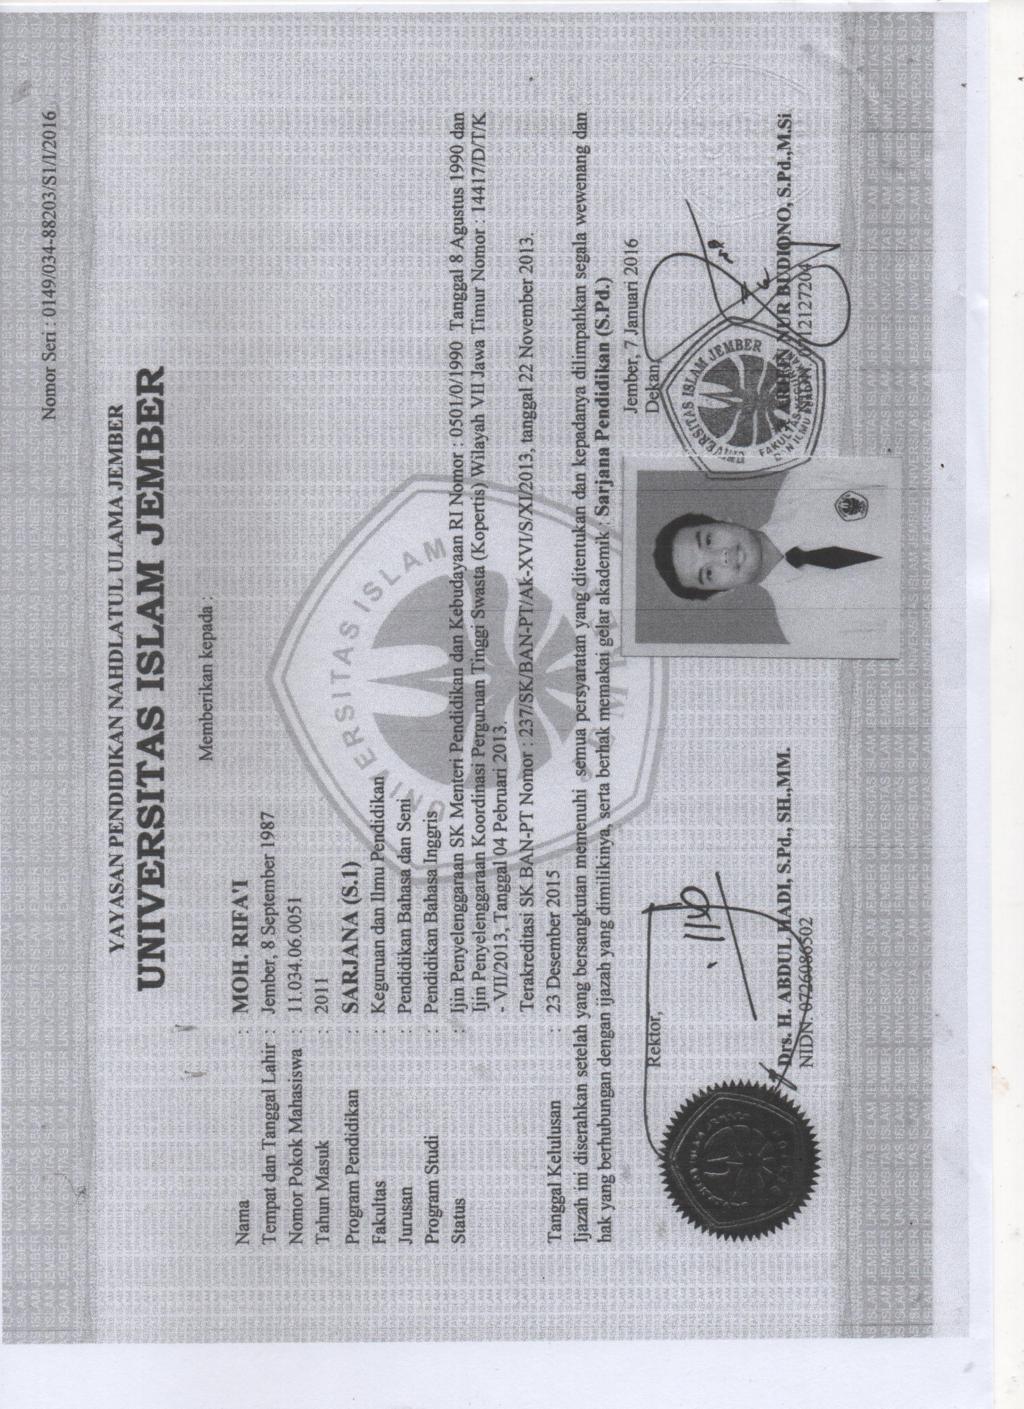 Nomor Seri : 0149/034-88203/S1/I/2016
YAYASAN PENDIDIKAN NAHDLATUL ULAMA JEMBER
UNIVERSITAS ISLAM JEMBER
Memberikan kepada :
Nama : MOH. RIFA'I
Tempat dan Tanggal Lahir : Jember, 8 September 1987
Nomor Pokok Mahasiswa : 11.034.06.0051
Tahun Masuk : 2011
Program Pendidikan : SARJANA (S.1)
Fakultas : Keguruan dan Ilmu Pendidikan
Jurusan : Pendidikan Bahasa dan Seni
Program Studi : Pendidikan Bahasa Inggris
Status : Ijin Penyelenggaraan SK Menteri Pendidikan dan Kebudayaan RI Nomor : 0501/0/1990 Tanggal 8 Agustus 1990 dan
Ijin Penyelenggaraan Koordinasi Perguruan Tinggi Swasta (Kopertis) Wilayah VII Jawa Timur Nomor : 14417/D/T/K
- VII/2013, Tanggal 04 Pebruari 2013.
Terakreditasi SK BAN-PT Nomor : 237/SK/BAN-PT/Ak-XVI/S/XI/2013, tanggal 22 November 2013.
Tanggal Kelulusan : 23 Desember 2015
Ijazah ini diserahkan setelah yang bersangkutan memenuhi semua persyaratan yang ditentukan dan kepadanya dilimpahkan segala wewenang dan
hak yang berhubungan dengan ijazah yang dimilikinya, serta berhak memakai gelar akademik : Sarjana Pendidikan (S.Pd.)
Jember, 7 Januari 2016
Rektor,
Dekan,
UNIVERSITAS ISLAM JEMBER
FAKULTAS KEGURUAN
DAN ILMU
Drs. H. ABDUL HADI, S.Pd., SH.,MM.
NIDN. 0726086502
NUR BUDIONO, S.Pd.,M.Si
UNIVERSITAS ISLAM